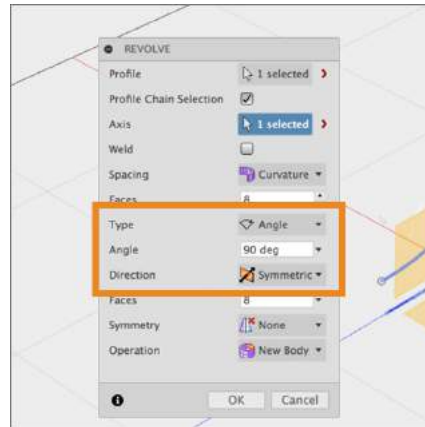 REVOLVE
Profile 1 selected
Profile Chain Selection
Axis 1 selected
Weld
Spacing Curvature
Faces 8
Type Angle
Angle 90 deg
Direction Symmetric
Faces 8
Symmetry None
Operation New Body
OK Cancel